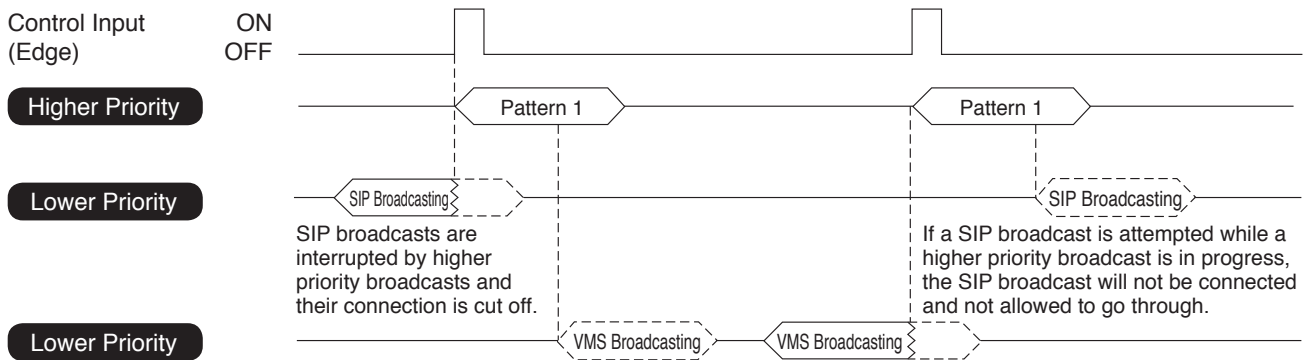 Control Input ON
(Edge) OFF
Higher Priority
Pattern 1
Pattern 1
Lower Priority
SIP Broadcasting
SIP Broadcasting
SIP broadcasts are
interrupted by higher
priority broadcasts and
their connection is cut off.
If a SIP broadcast is attempted while a
higher priority broadcast is in progress,
the SIP broadcast will not be connected
and not allowed to go through.
Lower Priority
VMS Broadcasting
VMS Broadcasting